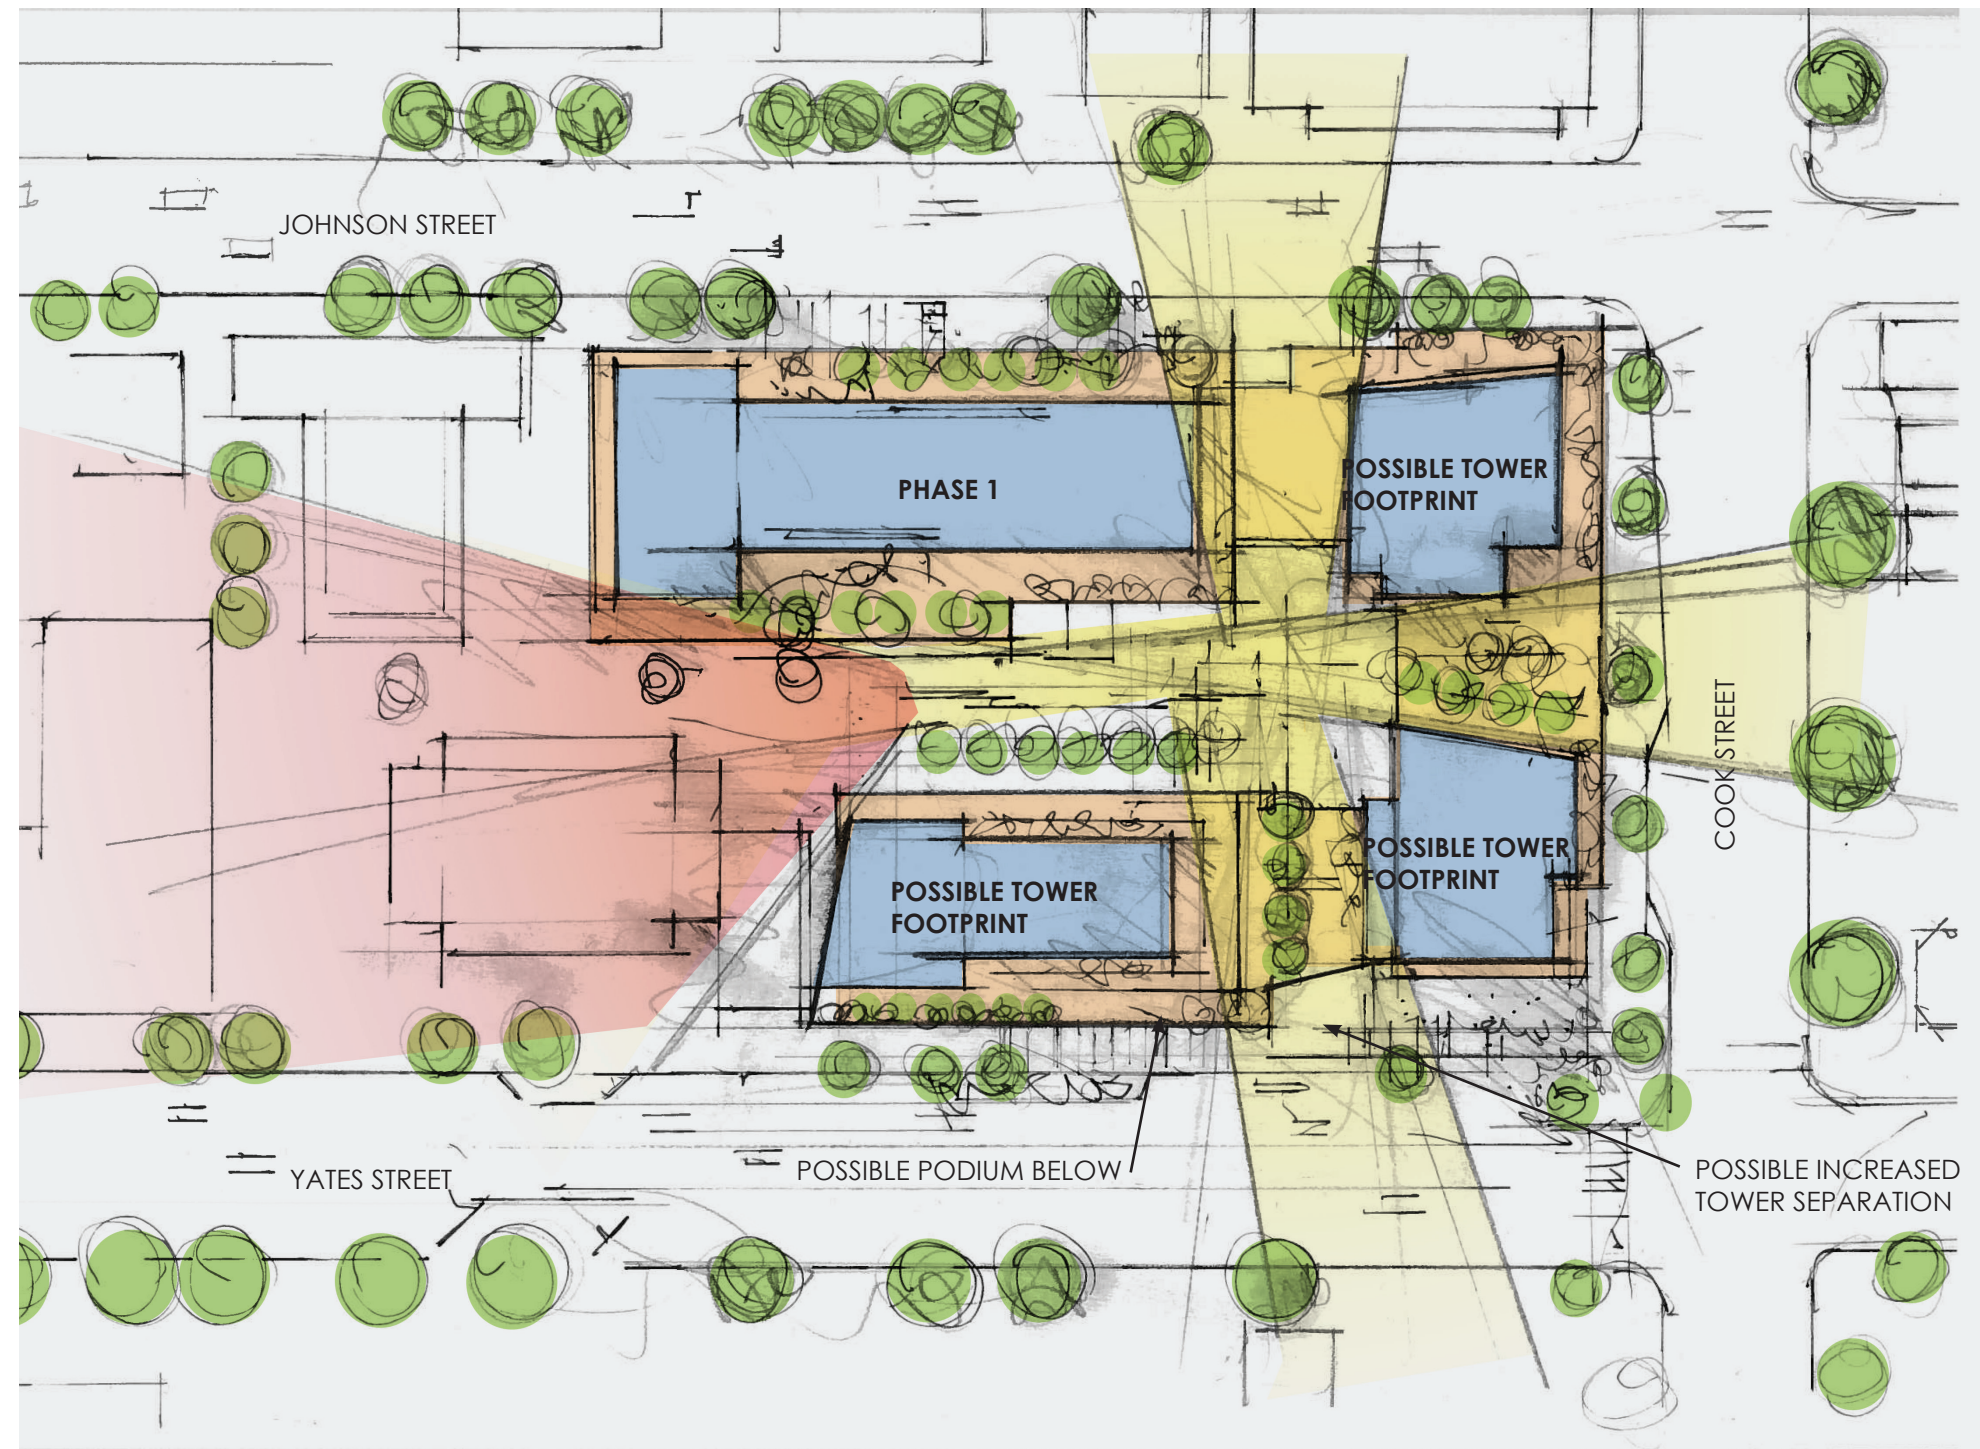 JOHNSON STREET
POSSIBLE TOWER
FOOTPRINT
PHASE 1
COOK STREET
POSSIBLE TOWER
FOOTPRINT
POSSIBLE TOWER
FOOTPRINT
POSSIBLE PODIUM BELOW
POSSIBLE INCREASED
TOWER SEPARATION
YATES STREET